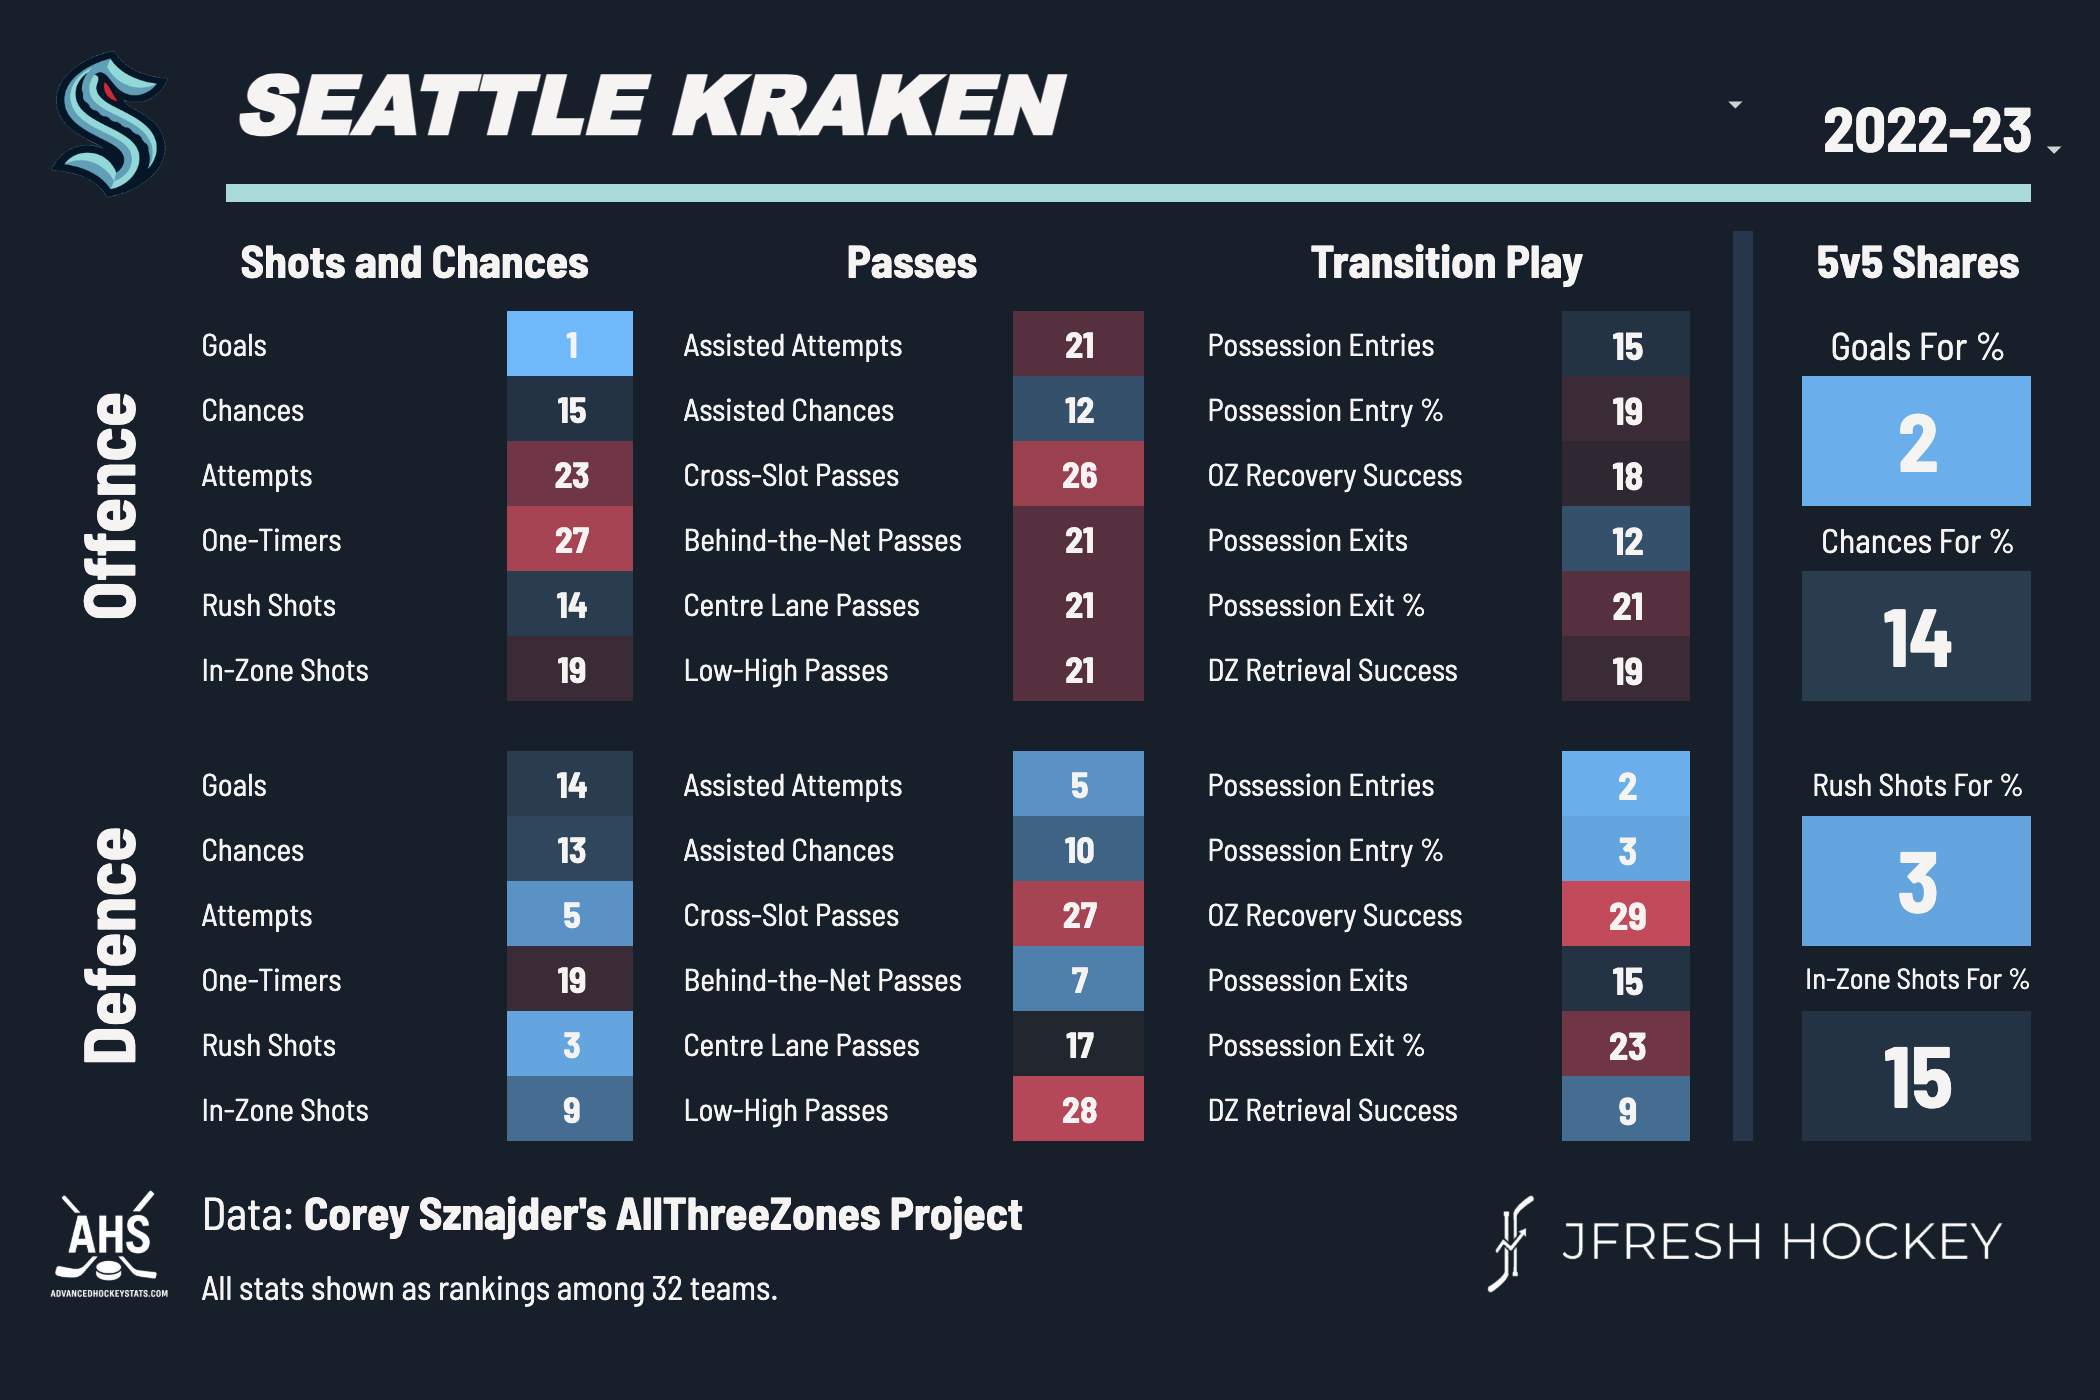 SEATTLE KRAKEN
2022-23
Shots and Chances Passes Transition Play 5v5 Shares
Offence
Goals 1 Assisted Attempts 21 Possession Entries 15
Chances 15 Assisted Chances 12 Possession Entry % 19
Attempts 23 Cross-Slot Passes 26 OZ Recovery Success 18
One-Timers 27 Behind-the-Net Passes 21 Possession Exits 12
Rush Shots 14 Centre Lane Passes 21 Possession Exit % 21
In-Zone Shots 19 Low-High Passes 21 DZ Retrieval Success 19
Goals For %
2
Chances For %
14
Defence
Goals 14 Assisted Attempts 5 Possession Entries 2
Chances 13 Assisted Chances 10 Possession Entry % 3
Attempts 5 Cross-Slot Passes 27 OZ Recovery Success 29
One-Timers 19 Behind-the-Net Passes 7 Possession Exits 15
Rush Shots 3 Centre Lane Passes 17 Possession Exit % 23
In-Zone Shots 9 Low-High Passes 28 DZ Retrieval Success 9
Rush Shots For %
3
In-Zone Shots For %
15
AHS
ADVANCEDHOCKEYSTATS.COM
Data: Corey Sznajder's AllThreeZones Project
All stats shown as rankings among 32 teams.
JFRESH HOCKEY